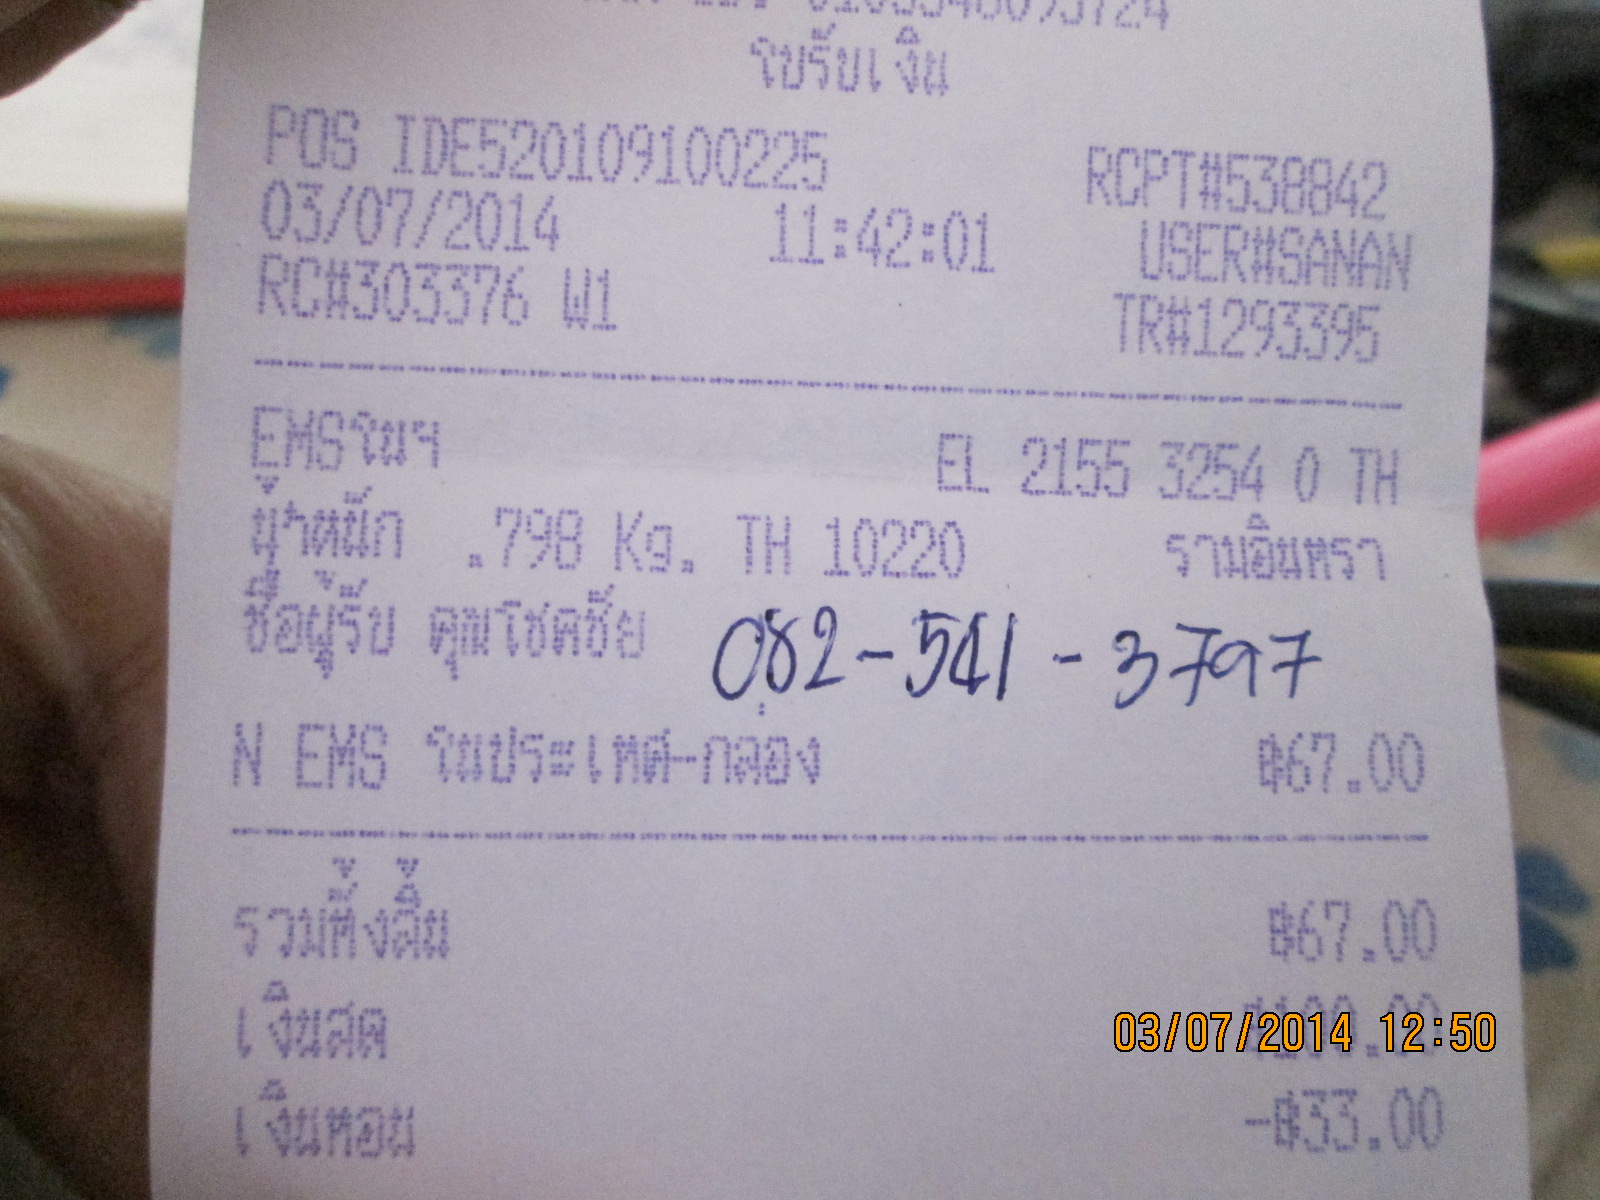 ใบรับเงิน
POS IDE520109100225 RCPT#538842
03/07/2014 11:42:01 USER#SANAN
RC#303376 W1 TR#1293395
EMSในฯ EL 2155 3254 0 TH
น้ำหนัก .798 Kg. TH 10220 รามอินทรา
ชื่อผู้รับ คุณโชคชัย 082-541-3797
N EMS ในประเทศ-กล่อง ฿67.00
รวมทั้งสิ้น ฿67.00
เงินสด ฿100.00
03/07/2014 12:50
เงินทอน -฿33.00